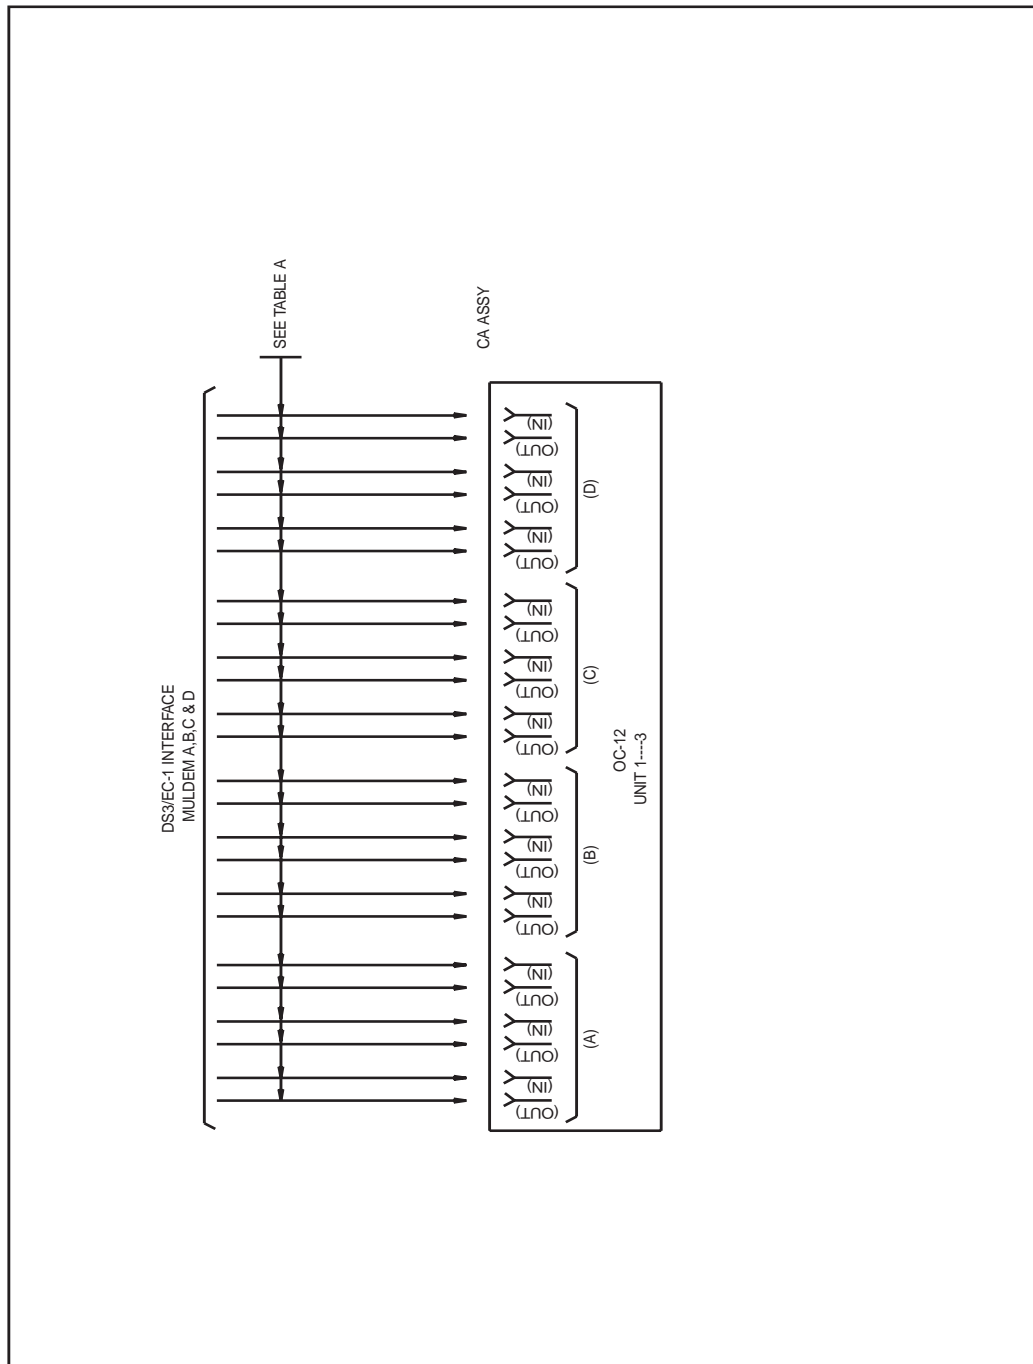 DS3/EC-1 INTERFACE
MULDEM A,B,C & D
SEE TABLE A
CA ASSY
(OUT)
(IN)
(OUT)
(IN)
(OUT)
(IN)
(OUT)
(IN)
(OUT)
(IN)
(OUT)
(IN)
(OUT)
(IN)
(OUT)
(IN)
(OUT)
(IN)
(OUT)
(IN)
(OUT)
(IN)
(OUT)
(IN)
(A)
(B)
(C)
(D)
OC-12
UNIT 1----3